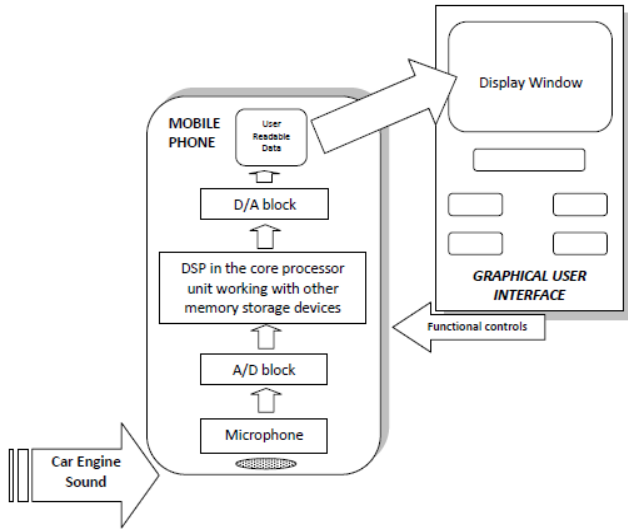 Display Window
GRAPHICAL USER
INTERFACE
MOBILE
PHONE
User
Readable
Data
D/A block
DSP in the core processor
unit working with other
memory storage devices
Functional controls
A/D block
Microphone
Car Engine
Sound